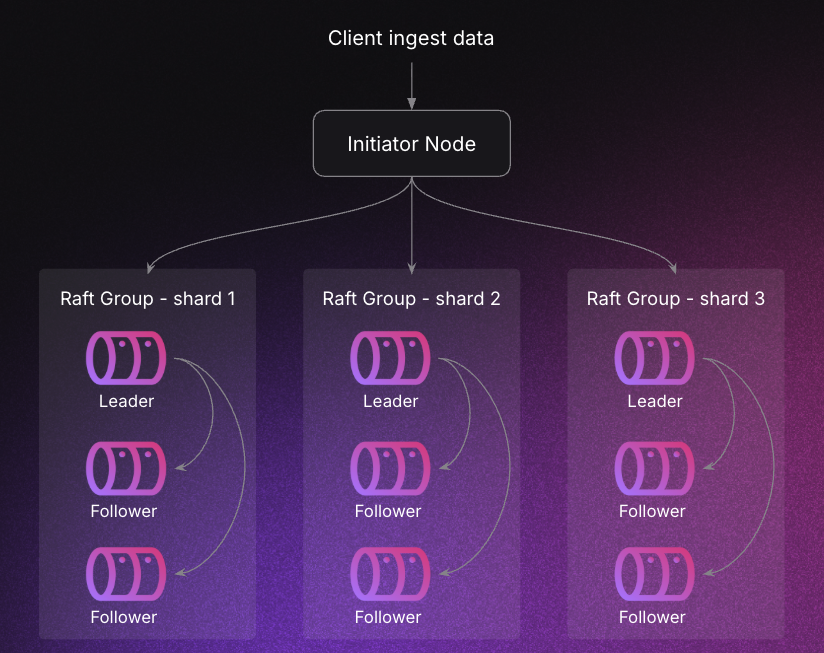 Client ingest data
Initiator Node
Raft Group - shard 1
Leader
Follower
Follower
Raft Group - shard 2
Leader
Follower
Follower
Raft Group - shard 3
Leader
Follower
Follower